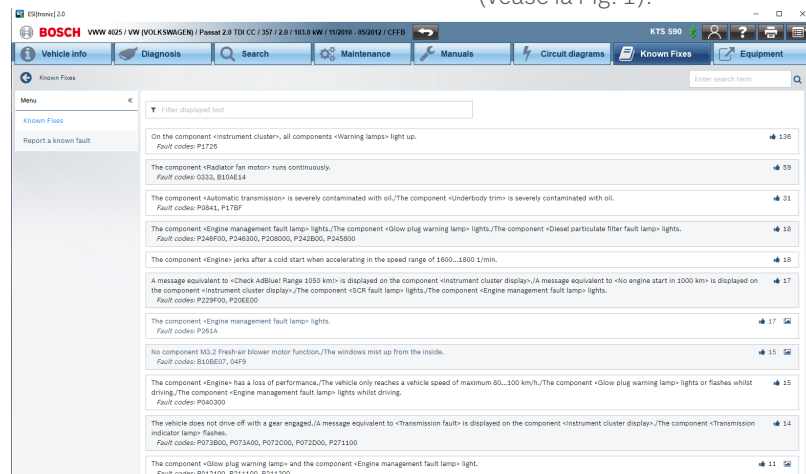 (véase la Fig. 1).
ESI[tronic] 2.0
BOSCH VWW 4025 / VW (VOLKSWAGEN) / Passat 2.0 TDI CC / 357 / 2.0 / 103.0 kW / 11/2010 - 05/2012 / CFFB KTS 590
Vehicle info Diagnosis Search Maintenance Manuals Circuit diagrams Known Fixes Equipment
Known Fixes Enter search term
Menu «
Known Fixes
Report a known fault
Filter displayed text
On the component <Instrument cluster>, all components <Warning lamps> light up. 136
Fault codes: P1726
The component <Radiator fan motor> runs continuously. 59
Fault codes: 0333, B10AE14
The component <Automatic transmission> is severely contaminated with oil./The component <Underbody trim> is severely contaminated with oil. 31
Fault codes: P0841, P17BF
The component <Engine management fault lamp> lights./The component <Glow plug warning lamp> lights./The component <Diesel particulate filter fault lamp> lights. 18
Fault codes: P246F00, P246300, P208000, P242B00, P245800
The component <Engine> jerks after a cold start when accelerating in the speed range of 1600...1800 1/min. 18
A message equivalent to <Check AdBlue! Range 1050 km!> is displayed on the component <Instrument cluster display>./A message equivalent to <No engine start in 1000 km> is displayed on 17
the component <Instrument cluster display>./The component <SCR fault lamp> lights./The component <Engine management fault lamp> lights.
Fault codes: P229F00, P20EE00
The component <Engine management fault lamp> lights. 17
Fault codes: P261A
No component M3.2 Fresh-air blower motor function./The windows mist up from the inside. 15
Fault codes: B10BE07, 04F9
The component <Engine> has a loss of performance./The vehicle only reaches a vehicle speed of maximum 80...100 km/h./The component <Glow plug warning lamp> lights or flashes whilst 15
driving./The component <Engine management fault lamp> lights whilst driving.
Fault codes: P040300
The vehicle does not drive off with a gear engaged./A message equivalent to <Transmission fault> is displayed on the component <Instrument cluster display>./The component <Transmission 14
indicator lamp> flashes.
Fault codes: P073B00, P073A00, P072C00, P072D00, P271100
The component <Glow plug warning lamp> and the component <Engine management fault lamp> light. 11